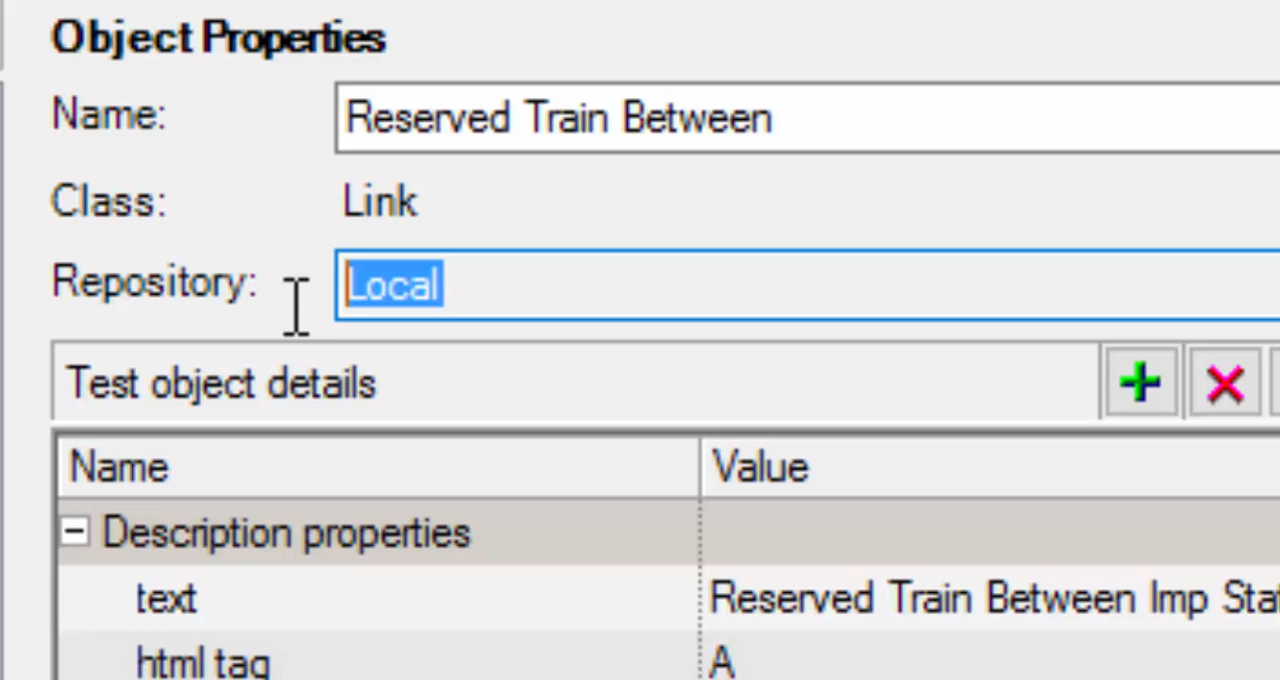 Object Properties
Name: Reserved Train Between
Class: Link
Repository: Local
Test object details
Name Value
Description properties
text Reserved Train Between Imp
html tag A